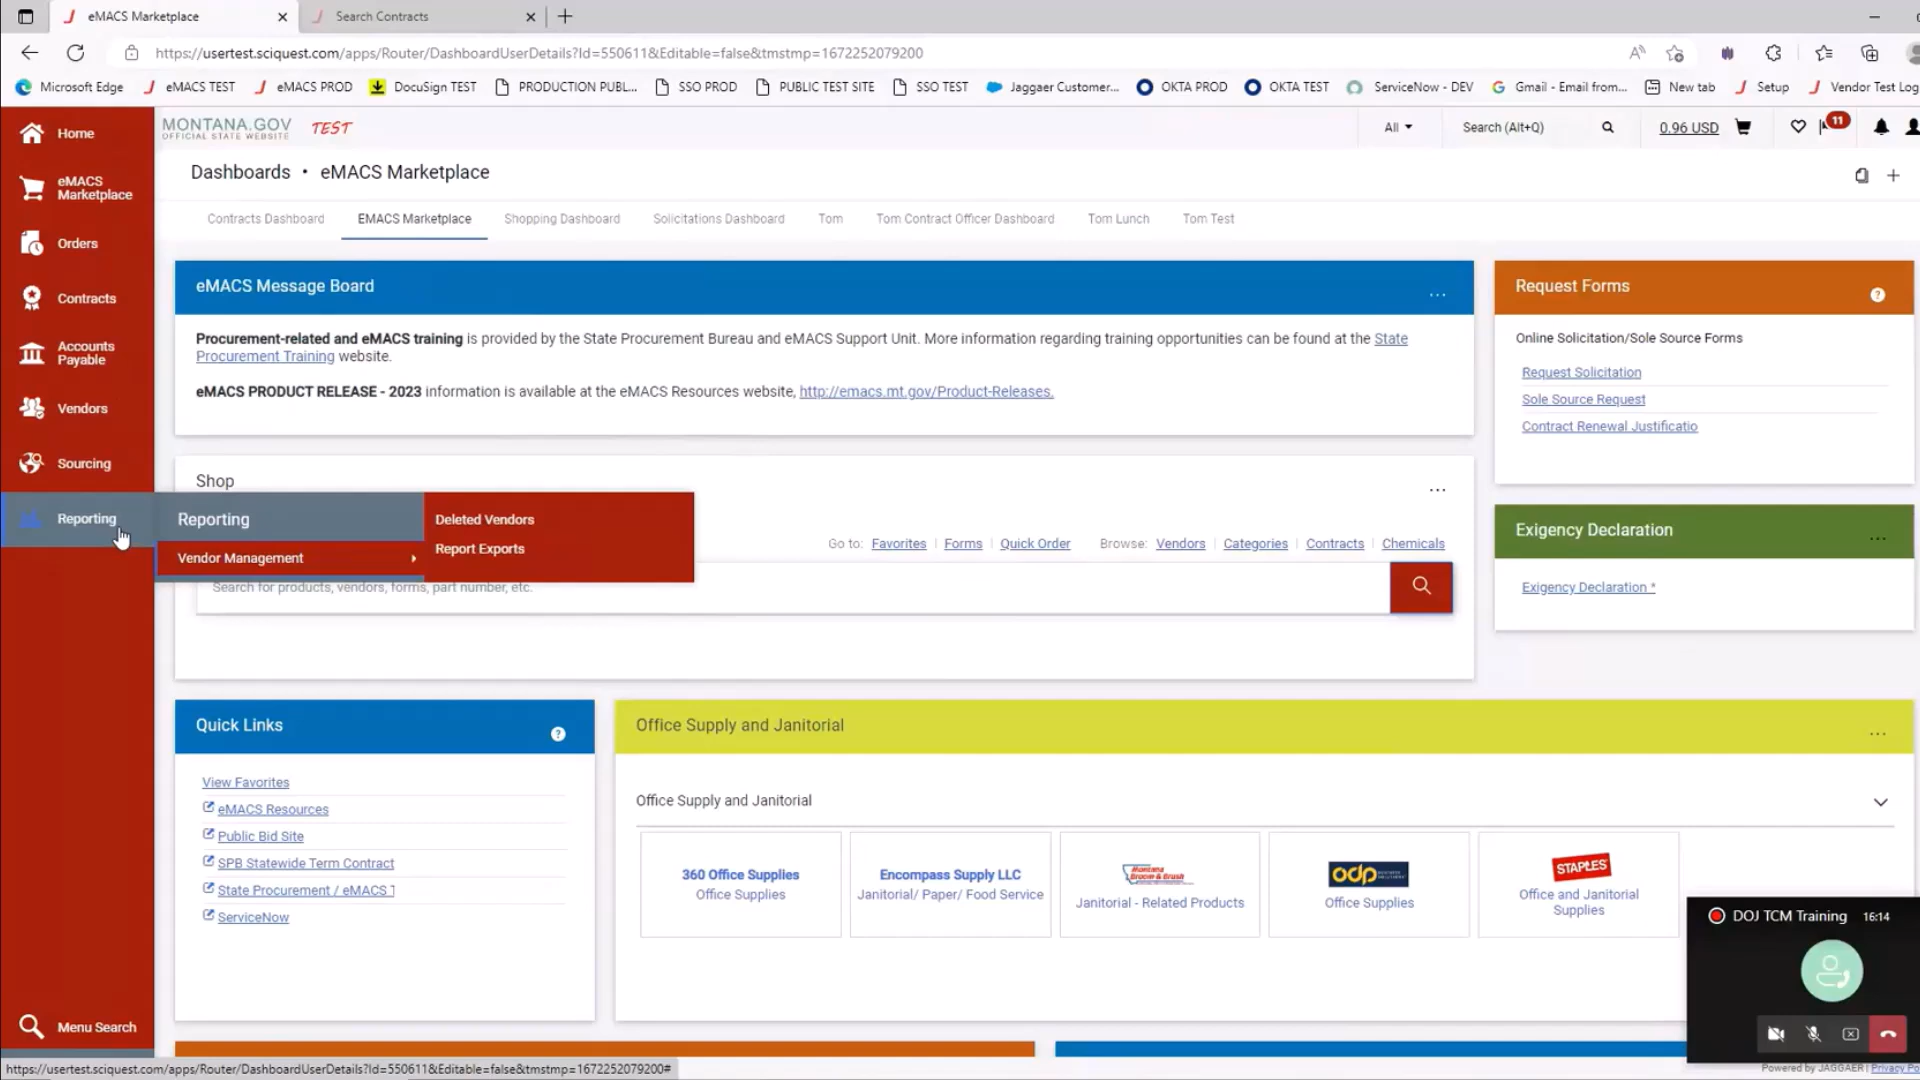 eMACS Marketplace
Search Contracts
https://usertest.sciquest.com/apps/Router/DashboardUserDetails?Id=550611&Editable=false&tmstmp=1672252079200
Microsoft Edge
eMACS TEST
eMACS PROD
DocuSign TEST
PRODUCTION PUBL...
SSO PROD
PUBLIC TEST SITE
SSO TEST
Jaggaer Customer...
OKTA PROD
OKTA TEST
ServiceNow - DEV
Gmail - Email from...
New tab
Setup
Vendor Test Log
Home
eMACS
Marketplace
Orders
Contracts
Accounts
Payable
Vendors
Sourcing
Reporting
Menu Search
MONTANA.GOV
OFFICIAL STATE WEBSITE
TEST
All
Search (Alt+Q)
0.96 USD
11
Dashboards • eMACS Marketplace
Contracts Dashboard
EMACS Marketplace
Shopping Dashboard
Solicitations Dashboard
Tom
Tom Contract Officer Dashboard
Tom Lunch
Tom Test
eMACS Message Board
...
Procurement-related and eMACS training is provided by the State Procurement Bureau and eMACS Support Unit. More information regarding training opportunities can be found at the State
Procurement Training website.
eMACS PRODUCT RELEASE - 2023 information is available at the eMACS Resources website, http://emacs.mt.gov/Product-Releases.
Request Forms
?
Online Solicitation/Sole Source Forms
Request Solicitation
Sole Source Request
Contract Renewal Justificatio
Shop
...
Reporting
Vendor Management
Deleted Vendors
Report Exports
Go to: Favorites | Forms | Quick Order
Browse: Vendors | Categories | Contracts | Chemicals
Search for products, vendors, forms, part number, etc.
Exigency Declaration
...
Exigency Declaration *
Quick Links
?
View Favorites
eMACS Resources
Public Bid Site
SPB Statewide Term Contract
State Procurement / eMACS T
ServiceNow
Office Supply and Janitorial
...
Office Supply and Janitorial
360 Office Supplies
Office Supplies
Encompass Supply LLC
Janitorial/ Paper/ Food Service
Montana
Broom & Brush
Janitorial - Related Products
odp
Office Supplies
STAPLES
Office and Janitorial
Supplies
DOJ TCM Training
16:14
https://usertest.sciquest.com/apps/Router/DashboardUserDetails?Id=550611&Editable=false&tmstmp=1672252079200#
Powered by JAGGAER | Privacy Po